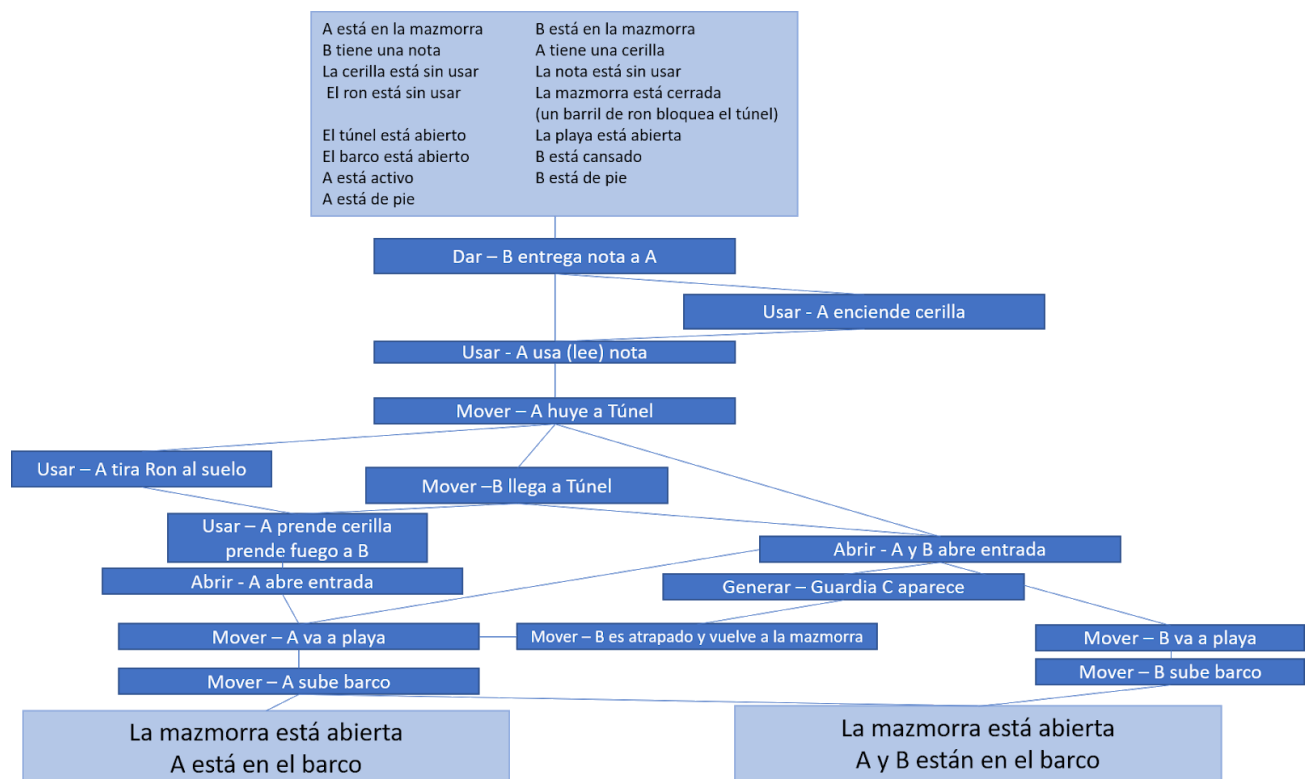 A está en la mazmorra
B tiene una nota
La cerilla está sin usar
El ron está sin usar
El túnel está abierto
El barco está abierto
A está activo
A está de pie
B está en la mazmorra
A tiene una cerilla
La nota está sin usar
La mazmorra está cerrada
(un barril de ron bloquea el túnel)
La playa está abierta
B está cansado
B está de pie
Dar – B entrega nota a A
Usar - A enciende cerilla
Usar - A usa (lee) nota
Mover – A huye a Túnel
Usar – A tira Ron al suelo
Mover –B llega a Túnel
Usar – A prende cerilla
prende fuego a B
Abrir - A y B abre entrada
Abrir - A abre entrada
Generar – Guardia C aparece
Mover – A va a playa
Mover – B es atrapado y vuelve a la mazmorra
Mover – B va a playa
Mover – A sube barco
Mover – B sube barco
La mazmorra está abierta
A está en el barco
La mazmorra está abierta
A y B están en el barco